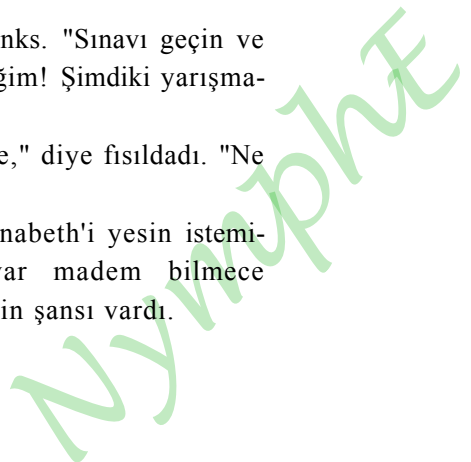 nks. "Sınavı geçin ve
ğim! Şimdiki yarışma-
e," diye fısıldadı. "Ne
nabeth'i yesin istemi-
var madem bilmece
in şansı vardı.
NymphE